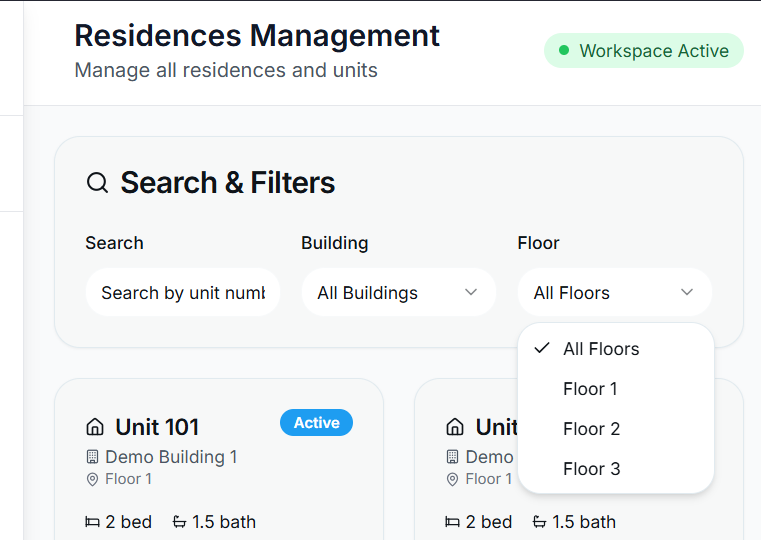 Residences Management
Manage all residences and units
Workspace Active
Search & Filters
Search
Building
Floor
Search by unit numb
All Buildings
All Floors
All Floors
Floor 1
Floor 2
Floor 3
Unit 101
Active
Demo Building 1
Floor 1
2 bed
1.5 bath
Unit
Demo
Floor 1
2 bed
1.5 bath